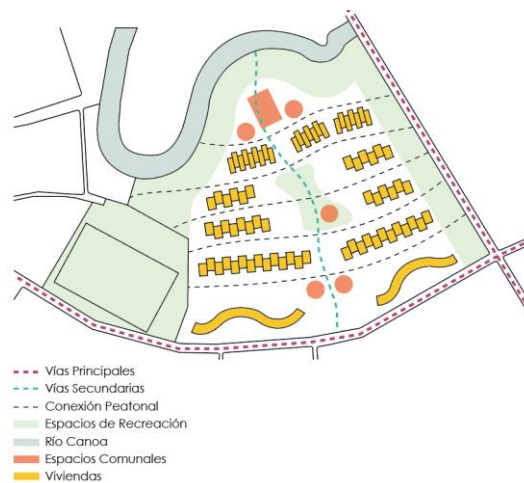 Vías Principales
Vías Secundarias
Conexión Peatonal
Espacios de Recreación
Río Canoa
Espacios Comunales
Viviendas